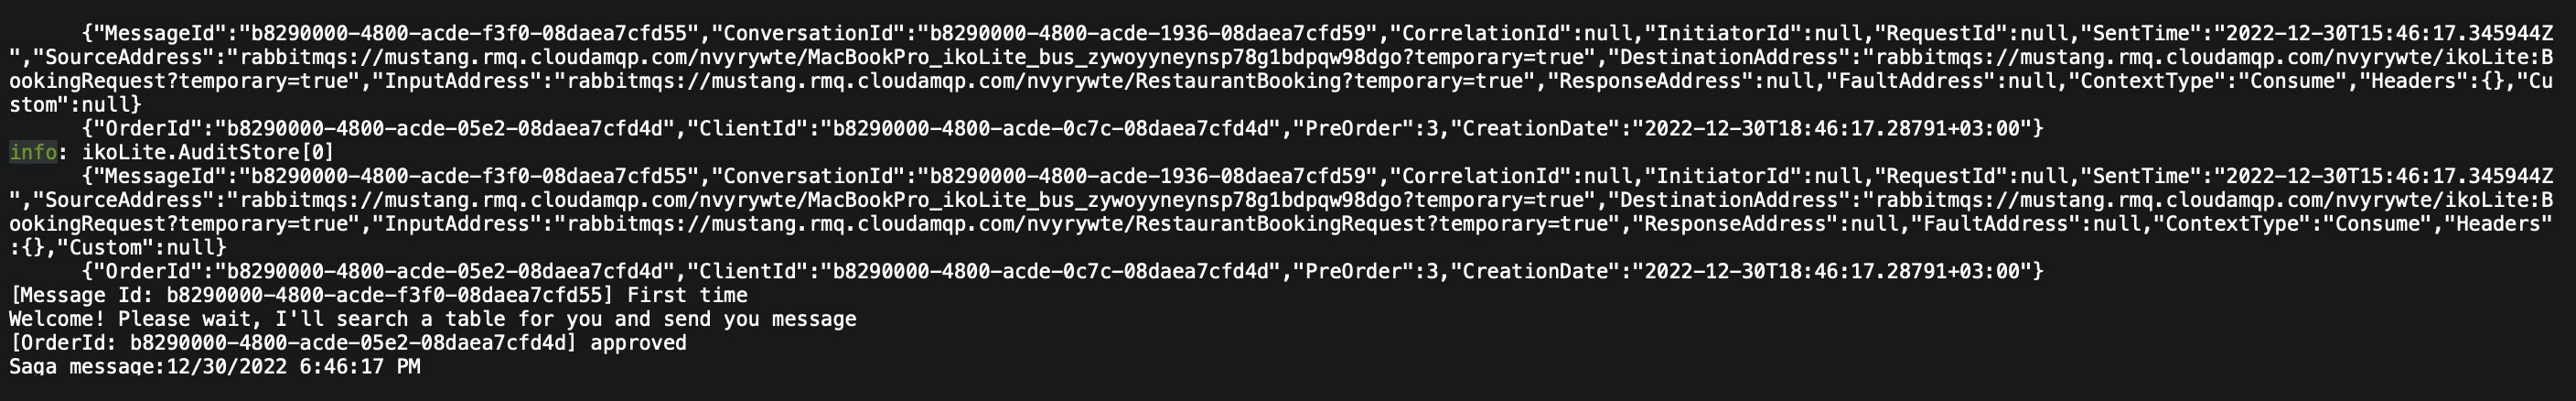 {"MessageId":"b8290000-4800-acde-f3f0-08daea7cfd55","ConversationId":"b8290000-4800-acde-1936-08daea7cfd59","CorrelationId":null,"InitiatorId":null,"RequestId":null,"SentTime":"2022-12-30T15:46:17.345944Z
","SourceAddress":"rabbitmqs://mustang.rmq.cloudamqp.com/nvyrywte/MacBookPro_ikoLite_bus_zywoyyneynsp78g1bdpqw98dgo?temporary=true","DestinationAddress":"rabbitmqs://mustang.rmq.cloudamqp.com/nvyrywte/ikoLite:B
ookingRequest?temporary=true","InputAddress":"rabbitmqs://mustang.rmq.cloudamqp.com/nvyrywte/RestaurantBooking?temporary=true","ResponseAddress":null,"FaultAddress":null,"ContextType":"Consume","Headers":{},"Cu
stom":null}
{"OrderId":"b8290000-4800-acde-05e2-08daea7cfd4d","ClientId":"b8290000-4800-acde-0c7c-08daea7cfd4d","PreOrder":3,"CreationDate":"2022-12-30T18:46:17.28791+03:00"}
info: ikoLite.AuditStore[0]
{"MessageId":"b8290000-4800-acde-f3f0-08daea7cfd55","ConversationId":"b8290000-4800-acde-1936-08daea7cfd59","CorrelationId":null,"InitiatorId":null,"RequestId":null,"SentTime":"2022-12-30T15:46:17.345944Z
","SourceAddress":"rabbitmqs://mustang.rmq.cloudamqp.com/nvyrywte/MacBookPro_ikoLite_bus_zywoyyneynsp78g1bdpqw98dgo?temporary=true","DestinationAddress":"rabbitmqs://mustang.rmq.cloudamqp.com/nvyrywte/ikoLite:B
ookingRequest?temporary=true","InputAddress":"rabbitmqs://mustang.rmq.cloudamqp.com/nvyrywte/RestaurantBookingRequest?temporary=true","ResponseAddress":null,"FaultAddress":null,"ContextType":"Consume","Headers"
:{},"Custom":null}
{"OrderId":"b8290000-4800-acde-05e2-08daea7cfd4d","ClientId":"b8290000-4800-acde-0c7c-08daea7cfd4d","PreOrder":3,"CreationDate":"2022-12-30T18:46:17.28791+03:00"}
[Message Id: b8290000-4800-acde-f3f0-08daea7cfd55] First time
Welcome! Please wait, I'll search a table for you and send you message
[OrderId: b8290000-4800-acde-05e2-08daea7cfd4d] approved
Saga message:12/30/2022 6:46:17 PM